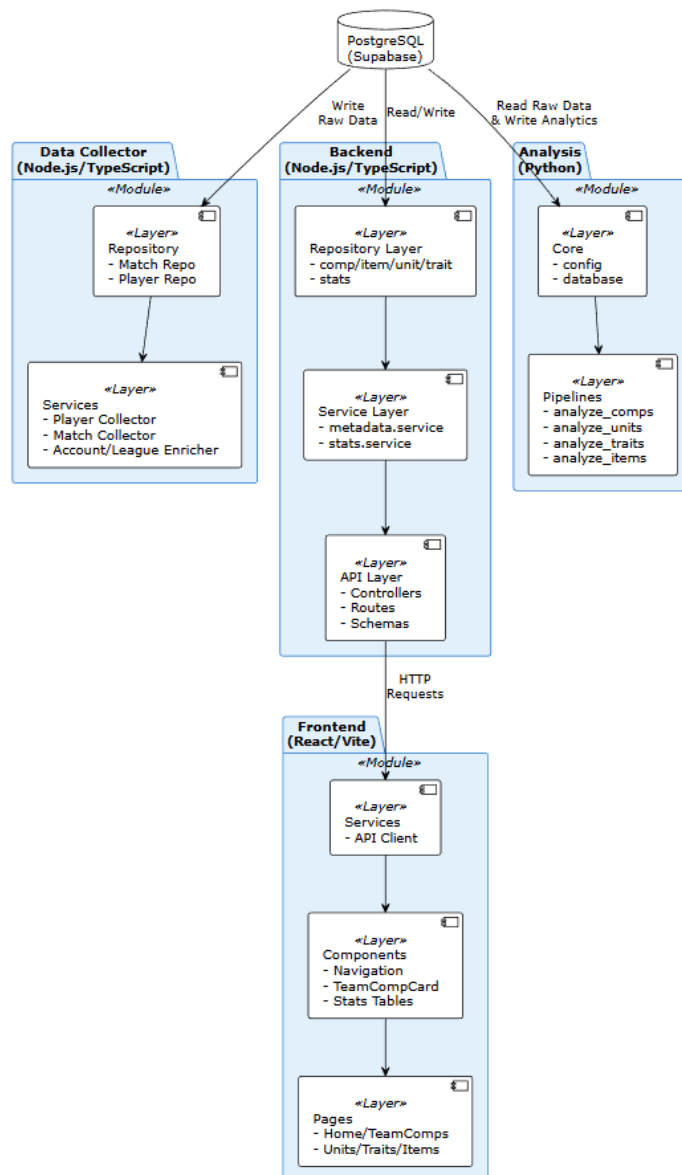 PostgreSQL
(Supabase)
Write
Raw Data
Read/Write
Read Raw Data
& Write Analytics
Data Collector
(Node.js/TypeScript)
«Module»
«Layer»
Repository
- Match Repo
- Player Repo
«Layer»
Services
- Player Collector
- Match Collector
- Account/League Enricher
Backend
(Node.js/TypeScript)
«Module»
«Layer»
Repository Layer
- comp/item/unit/trait
- stats
«Layer»
Service Layer
- metadata.service
- stats.service
«Layer»
API Layer
- Controllers
- Routes
- Schemas
Analysis
(Python)
«Module»
«Layer»
Core
- config
- database
«Layer»
Pipelines
- analyze_comps
- analyze_units
- analyze_traits
- analyze_items
HTTP
Requests
Frontend
(React/Vite)
«Module»
«Layer»
Services
- API Client
«Layer»
Components
- Navigation
- TeamCompCard
- Stats Tables
«Layer»
Pages
- Home/TeamComps
- Units/Traits/Items